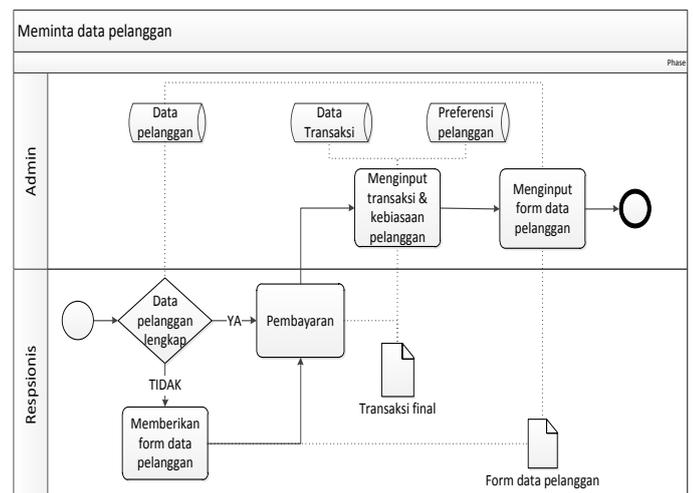 Meminta data pelanggan
Phase
Admin
Data
pelanggan
Data
Transaksi
Preferensi
pelanggan
Menginput
transaksi &
kebiasaan
pelanggan
Menginput
form data
pelanggan
Respsionis
Data
pelanggan
lengkap
YA
Pembayaran
TIDAK
Memberikan
form data
pelanggan
Transaksi final
Form data pelanggan